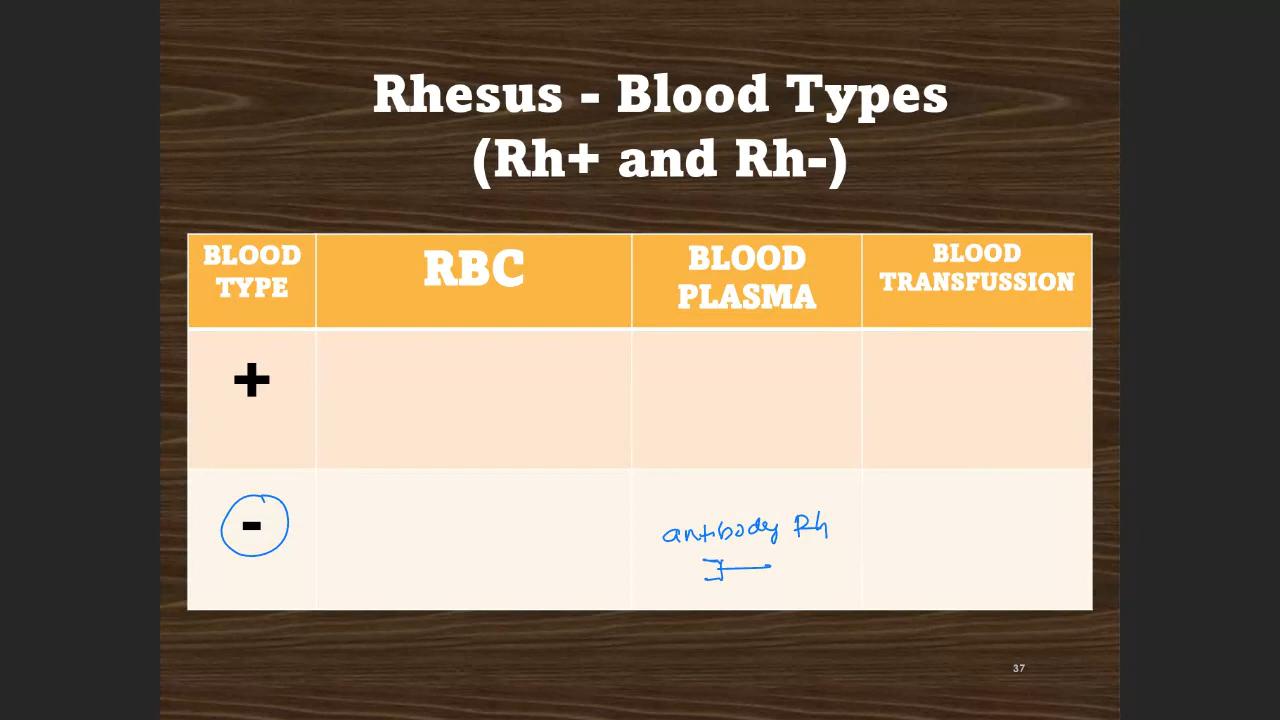 Rhesus - Blood Types
(Rh+ and Rh-)
BLOOD
TYPE
RBC
BLOOD
PLASMA
BLOOD
TRANSFUSSION
+
-
antibody Rh
37